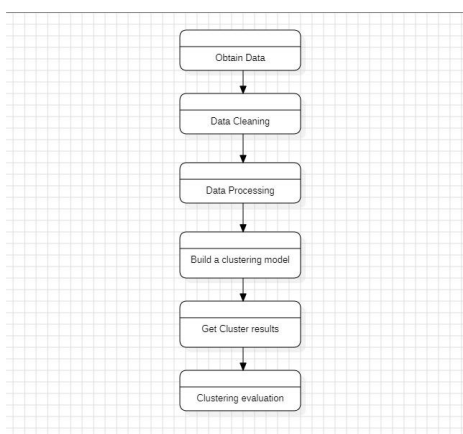 Obtain Data
Data Cleaning
Data Processing
Build a clustering model
Get Cluster results
Clustering evaluation